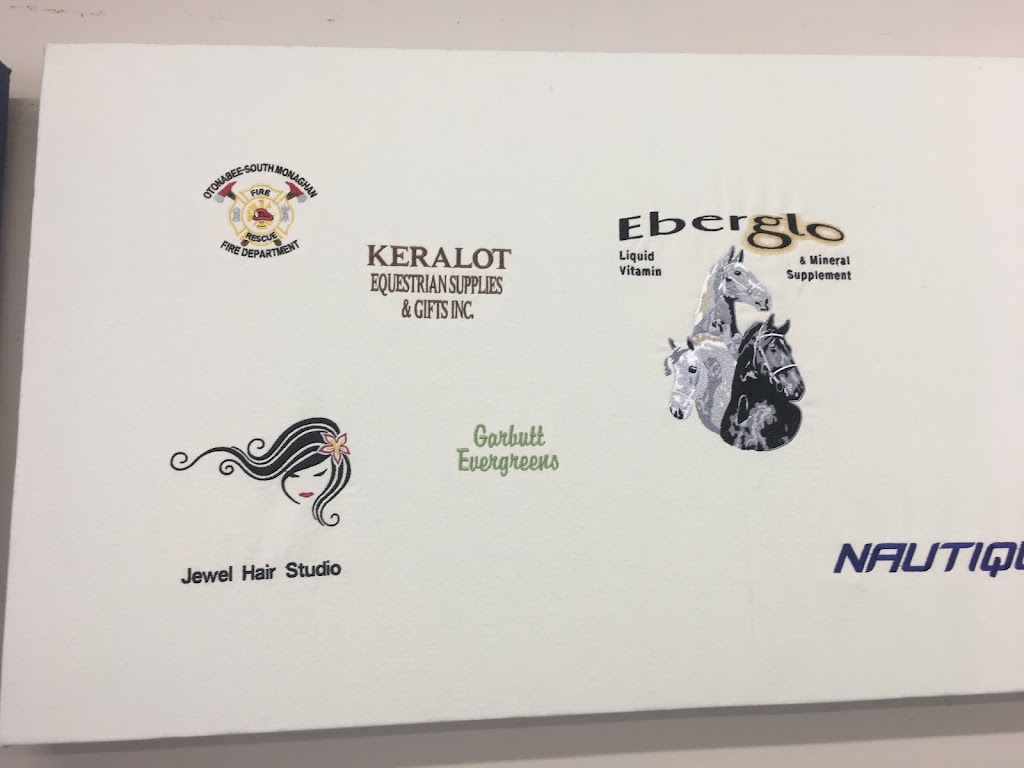 OTONABEE-SOUTH MONAGHAN
FIRE
RESCUE
FIRE DEPARTMENT
KERALOT
EQUESTRIAN SUPPLIES
& GIFTS INC.
Eberglo
Liquid
Vitamin
& Mineral
Supplement
Garbutt
Evergreens
Jewel Hair Studio
NAUTIQU